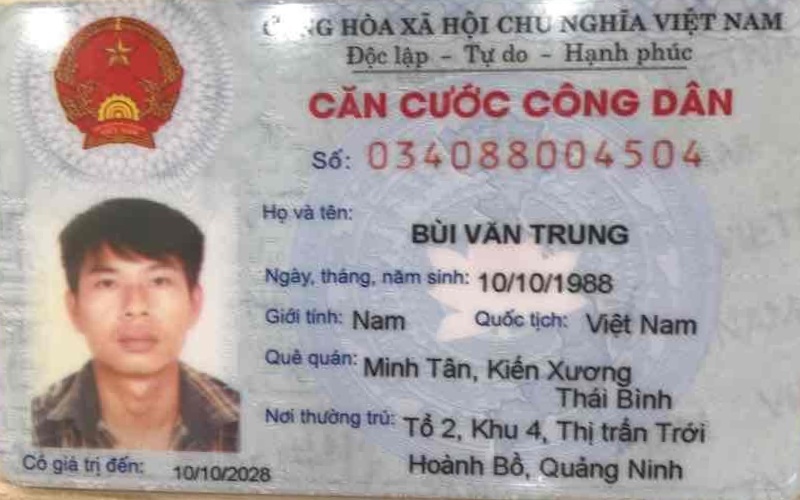 CỘNG HÒA XÃ HỘI CHỦ NGHĨA VIỆT NAM
Độc lập – Tự do – Hạnh phúc
CĂN CƯỚC CÔNG DÂN
Số: 034088004504
Họ và tên:
BÙI VĂN TRUNG
Ngày, tháng, năm sinh: 10/10/1988
Giới tính: Nam Quốc tịch: Việt Nam
Quê quán: Minh Tân, Kiến Xương
Thái Bình
Nơi thường trú: Tổ 2, Khu 4, Thị trấn Trới
Hoành Bồ, Quảng Ninh
Có giá trị đến: 10/10/2028